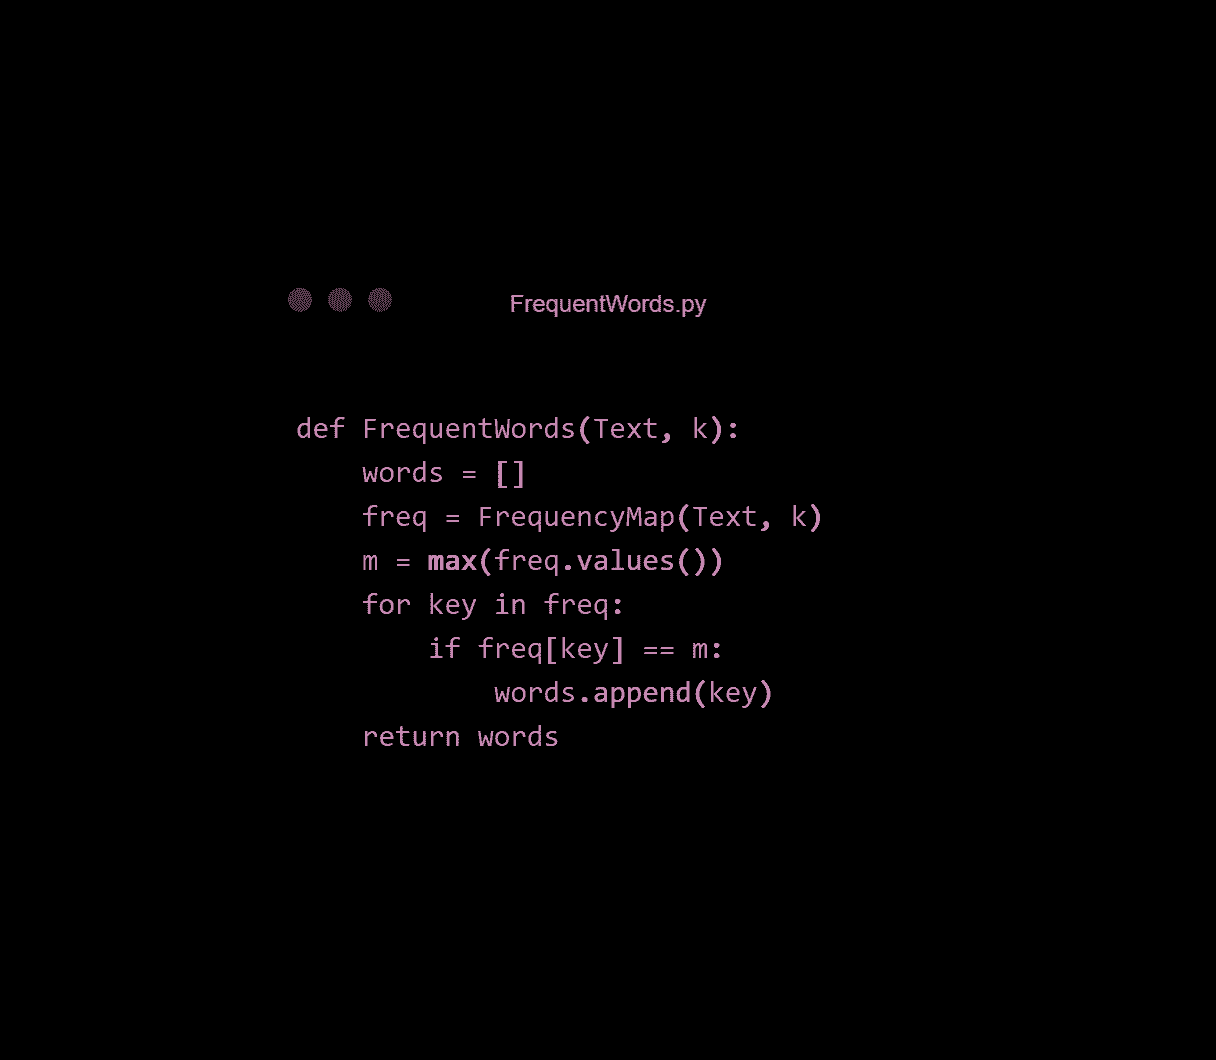 FrequentWords.py
def FrequentWords(Text, k):
    words = []
    freq = FrequencyMap(Text, k)
    m = max(freq.values())
    for key in freq:
        if freq[key] == m:
            words.append(key)
    return words